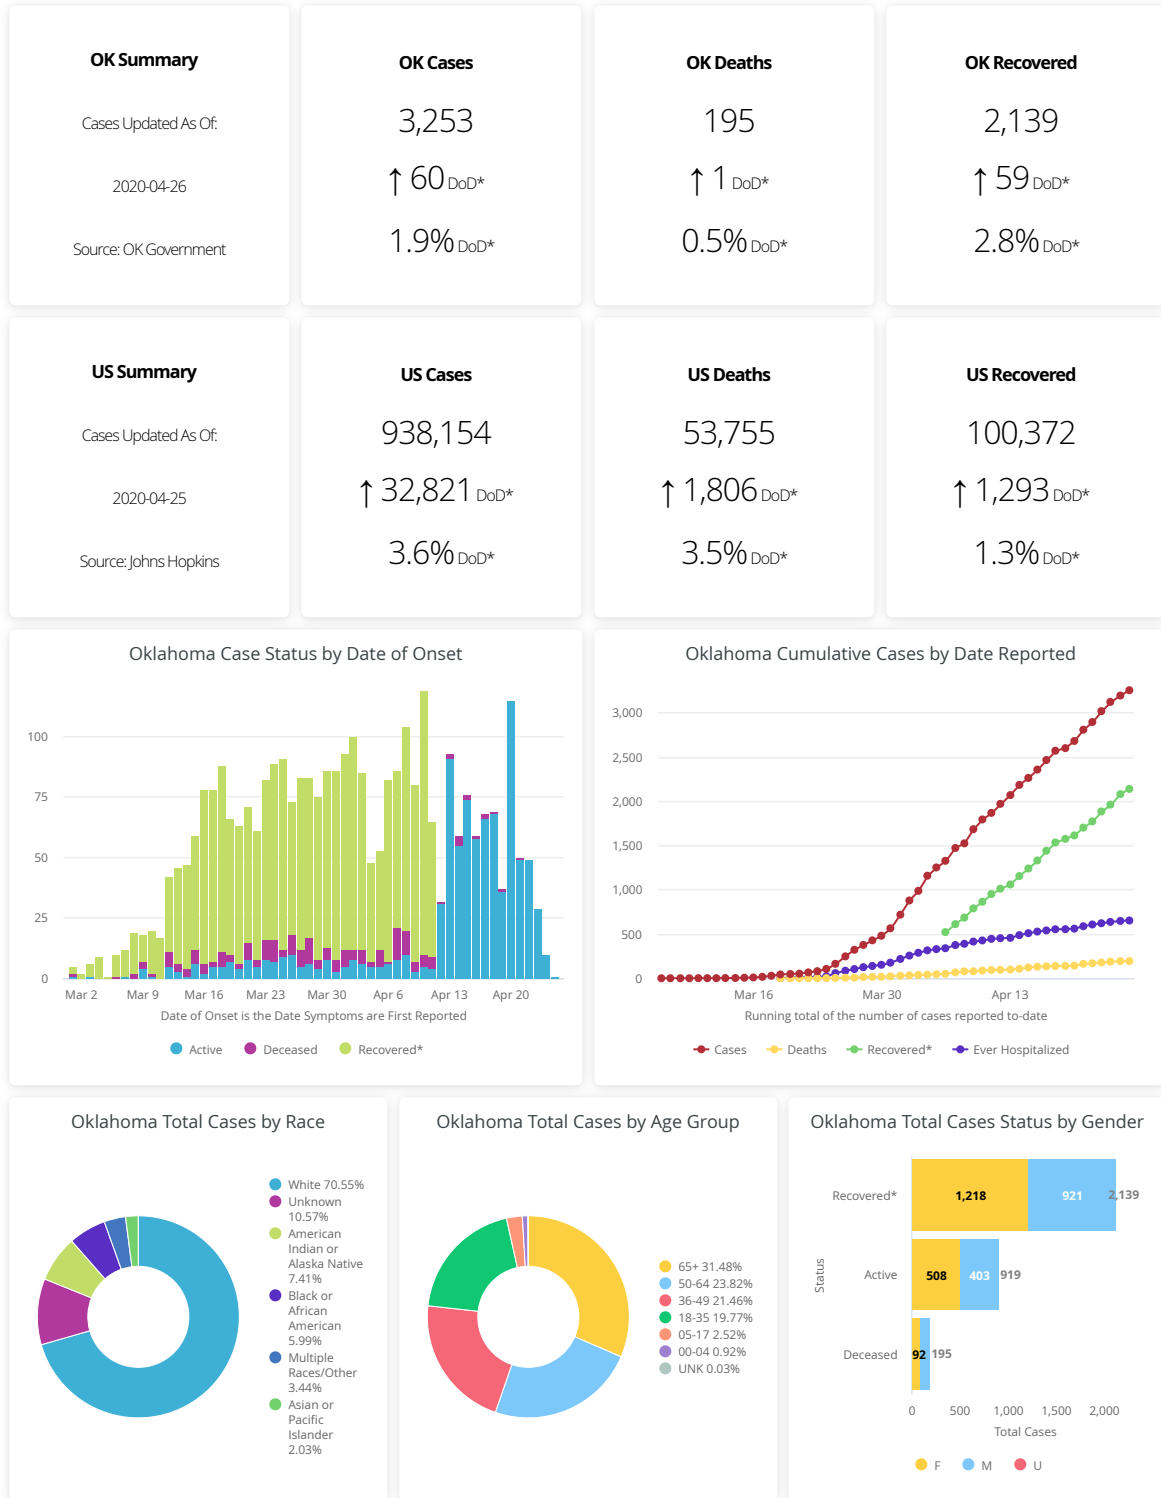 OK Summary
Cases Updated As Of:
2020-04-26
Source: OK Government
OK Cases
3,253
↑ 60 DoD*
1.9% DoD*
OK Deaths
195
↑ 1 DoD*
0.5% DoD*
OK Recovered
2,139
↑ 59 DoD*
2.8% DoD*
US Summary
Cases Updated As Of:
2020-04-25
Source: Johns Hopkins
US Cases
938,154
↑ 32,821 DoD*
3.6% DoD*
US Deaths
53,755
↑ 1,806 DoD*
3.5% DoD*
US Recovered
100,372
↑ 1,293 DoD*
1.3% DoD*
Oklahoma Case Status by Date of Onset
100
75
50
25
0
Mar 2 Mar 9 Mar 16 Mar 23 Mar 30 Apr 6 Apr 13 Apr 20
Date of Onset is the Date Symptoms are First Reported
Active Deceased Recovered*
Oklahoma Cumulative Cases by Date Reported
3,000
2,500
2,000
1,500
1,000
500
0
Mar 16 Mar 30 Apr 13
Running total of the number of cases reported to-date
Cases Deaths Recovered* Ever Hospitalized
Oklahoma Total Cases by Race
White 70.55%
Unknown
10.57%
American
Indian or
Alaska Native
7.41%
Black or
African
American
5.99%
Multiple
Races/Other
3.44%
Asian or
Pacific
Islander
2.03%
Oklahoma Total Cases by Age Group
65+ 31.48%
50-64 23.82%
36-49 21.46%
18-35 19.77%
05-17 2.52%
00-04 0.92%
UNK 0.03%
Oklahoma Total Cases Status by Gender
Status
Recovered* 1,218 921 2,139
Active 508 403 919
Deceased 92 195
0 500 1,000 1,500 2,000
Total Cases
F M U